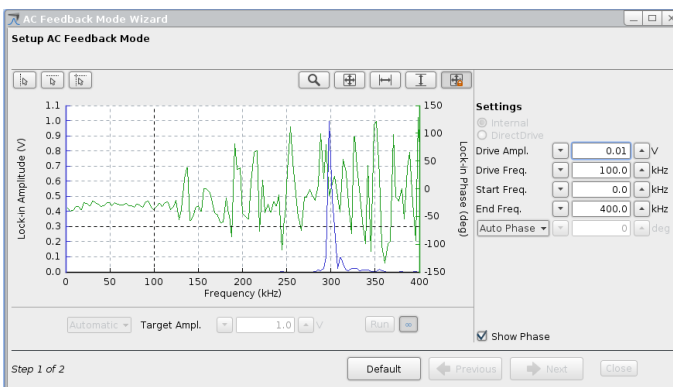 AC Feedback Mode Wizard
Setup AC Feedback Mode
Lock-in Amplitude (V)
1.1
1.0
0.9
0.8
0.7
0.6
0.5
0.4
0.3
0.2
0.1
0.0
0 50 100 150 200 250 300 350 400
Frequency (kHz)
150
100
50
0
-50
-100
-150
Lock-in Phase (deg)
Settings
Internal
DirectDrive
Drive Ampl. 0.01 V
Drive Freq. 100.0 kHz
Start Freq. 0.0 kHz
End Freq. 400.0 kHz
Auto Phase 0 deg
Automatic Target Ampl. 1.0 V Run ∞
Show Phase
Step 1 of 2 Default Previous Next Close